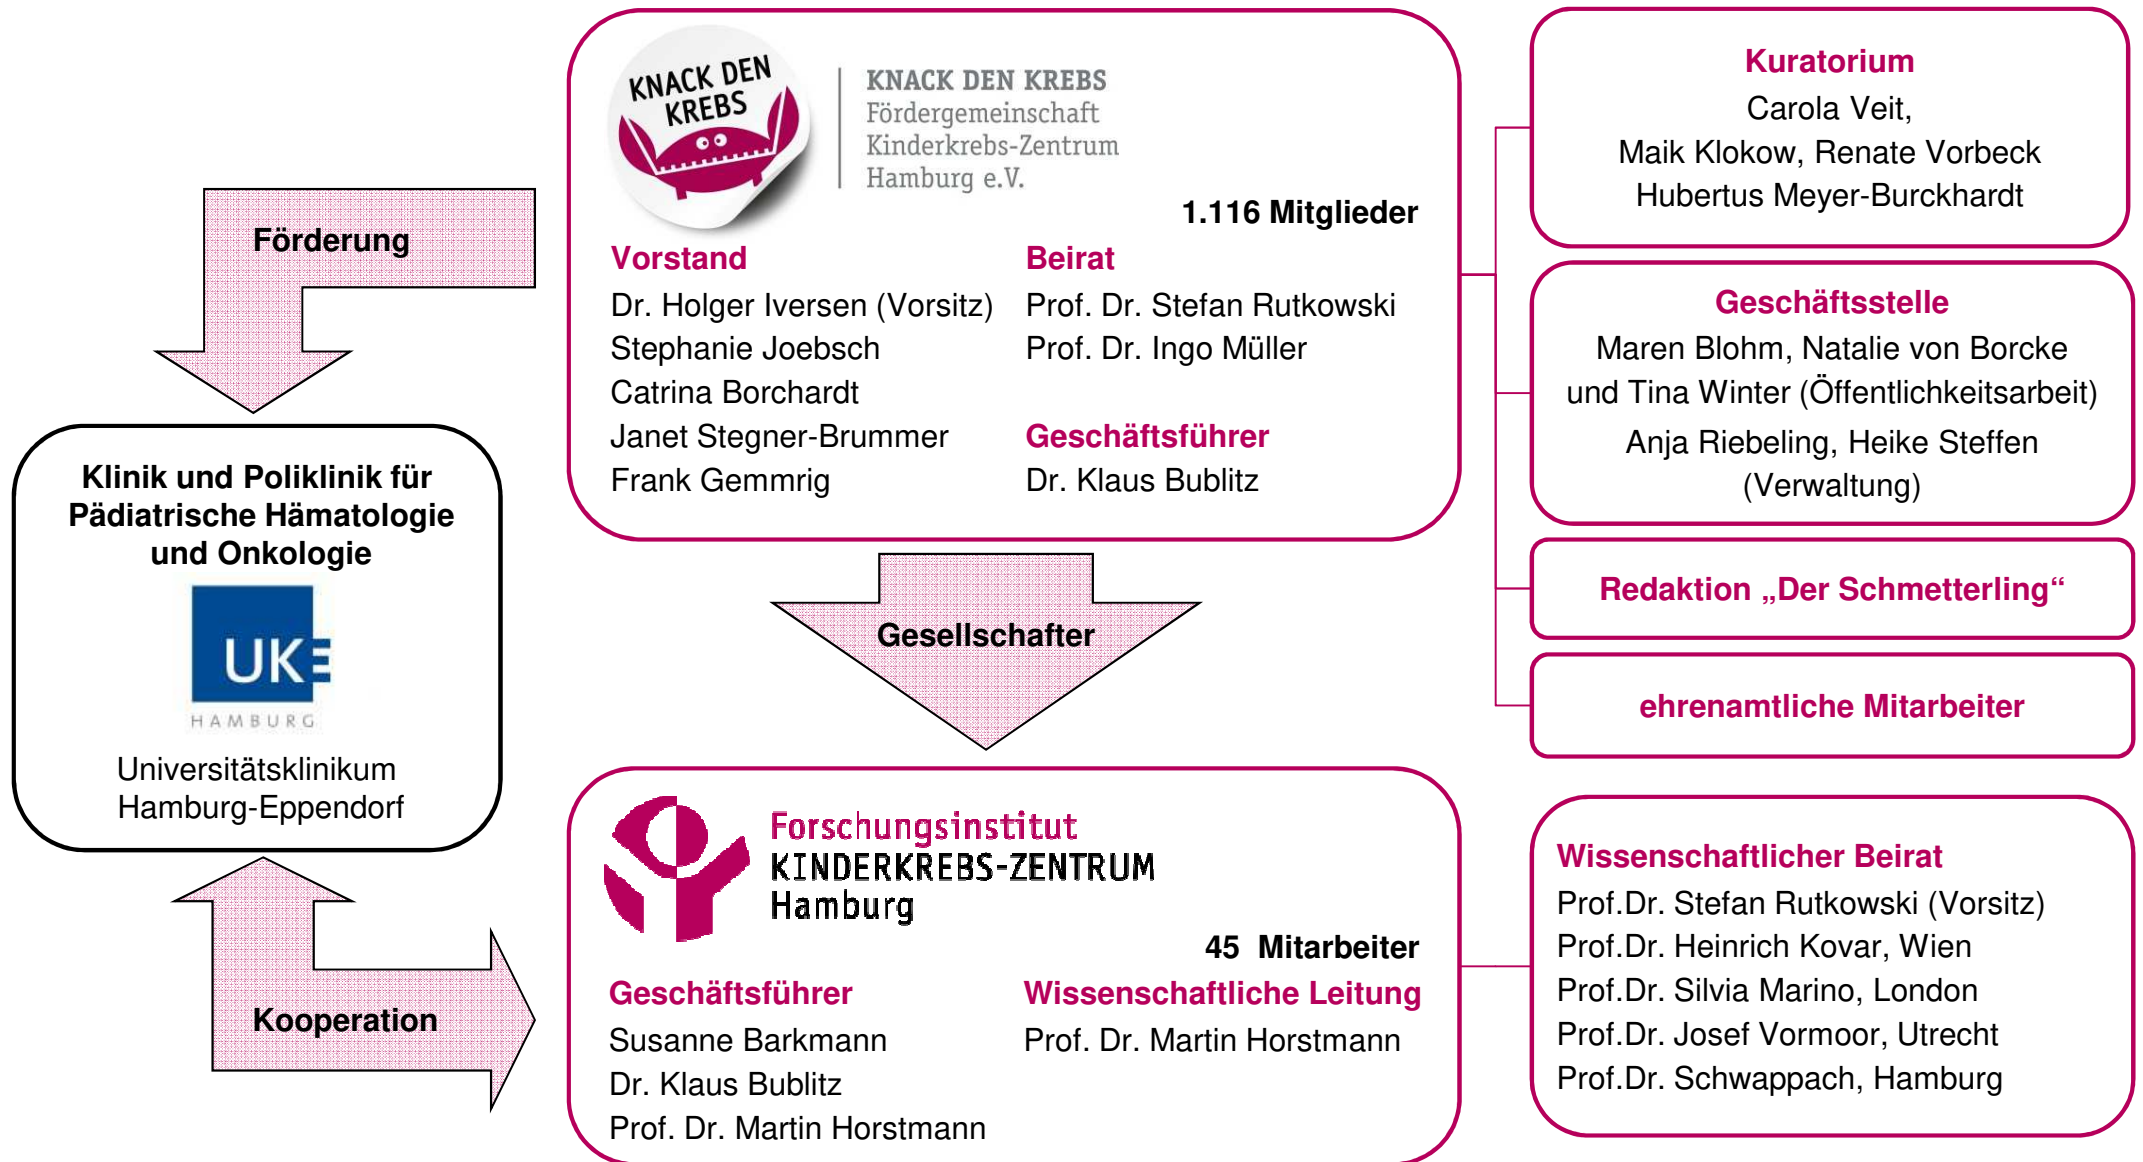 KNACK DEN
KREBS
KNACK DEN KREBS
Fördergemeinschaft
Kinderkrebs-Zentrum
Hamburg e.V.
1.116 Mitglieder
Vorstand
Dr. Holger Iversen (Vorsitz)
Stephanie Joebsch
Catrina Borchardt
Janet Stegner-Brummer
Frank Gemmrig
Beirat
Prof. Dr. Stefan Rutkowski
Prof. Dr. Ingo Müller
Geschäftsführer
Dr. Klaus Bublitz
Kuratorium
Carola Veit,
Maik Klokow, Renate Vorbeck
Hubertus Meyer-Burckhardt
Geschäftsstelle
Maren Blohm, Natalie von Borcke
und Tina Winter (Öffentlichkeitsarbeit)
Anja Riebeling, Heike Steffen
(Verwaltung)
Redaktion „Der Schmetterling“
ehrenamtliche Mitarbeiter
Förderung
Klinik und Poliklinik für
Pädiatrische Hämatologie
und Onkologie
UKE
HAMBURG
Universitätsklinikum
Hamburg-Eppendorf
Gesellschafter
Kooperation
Forschungsinstitut
KINDERKREBS-ZENTRUM
Hamburg
45 Mitarbeiter
Geschäftsführer
Susanne Barkmann
Dr. Klaus Bublitz
Prof. Dr. Martin Horstmann
Wissenschaftliche Leitung
Prof. Dr. Martin Horstmann
Wissenschaftlicher Beirat
Prof.Dr. Stefan Rutkowski (Vorsitz)
Prof.Dr. Heinrich Kovar, Wien
Prof.Dr. Silvia Marino, London
Prof.Dr. Josef Vormoor, Utrecht
Prof.Dr. Schwappach, Hamburg